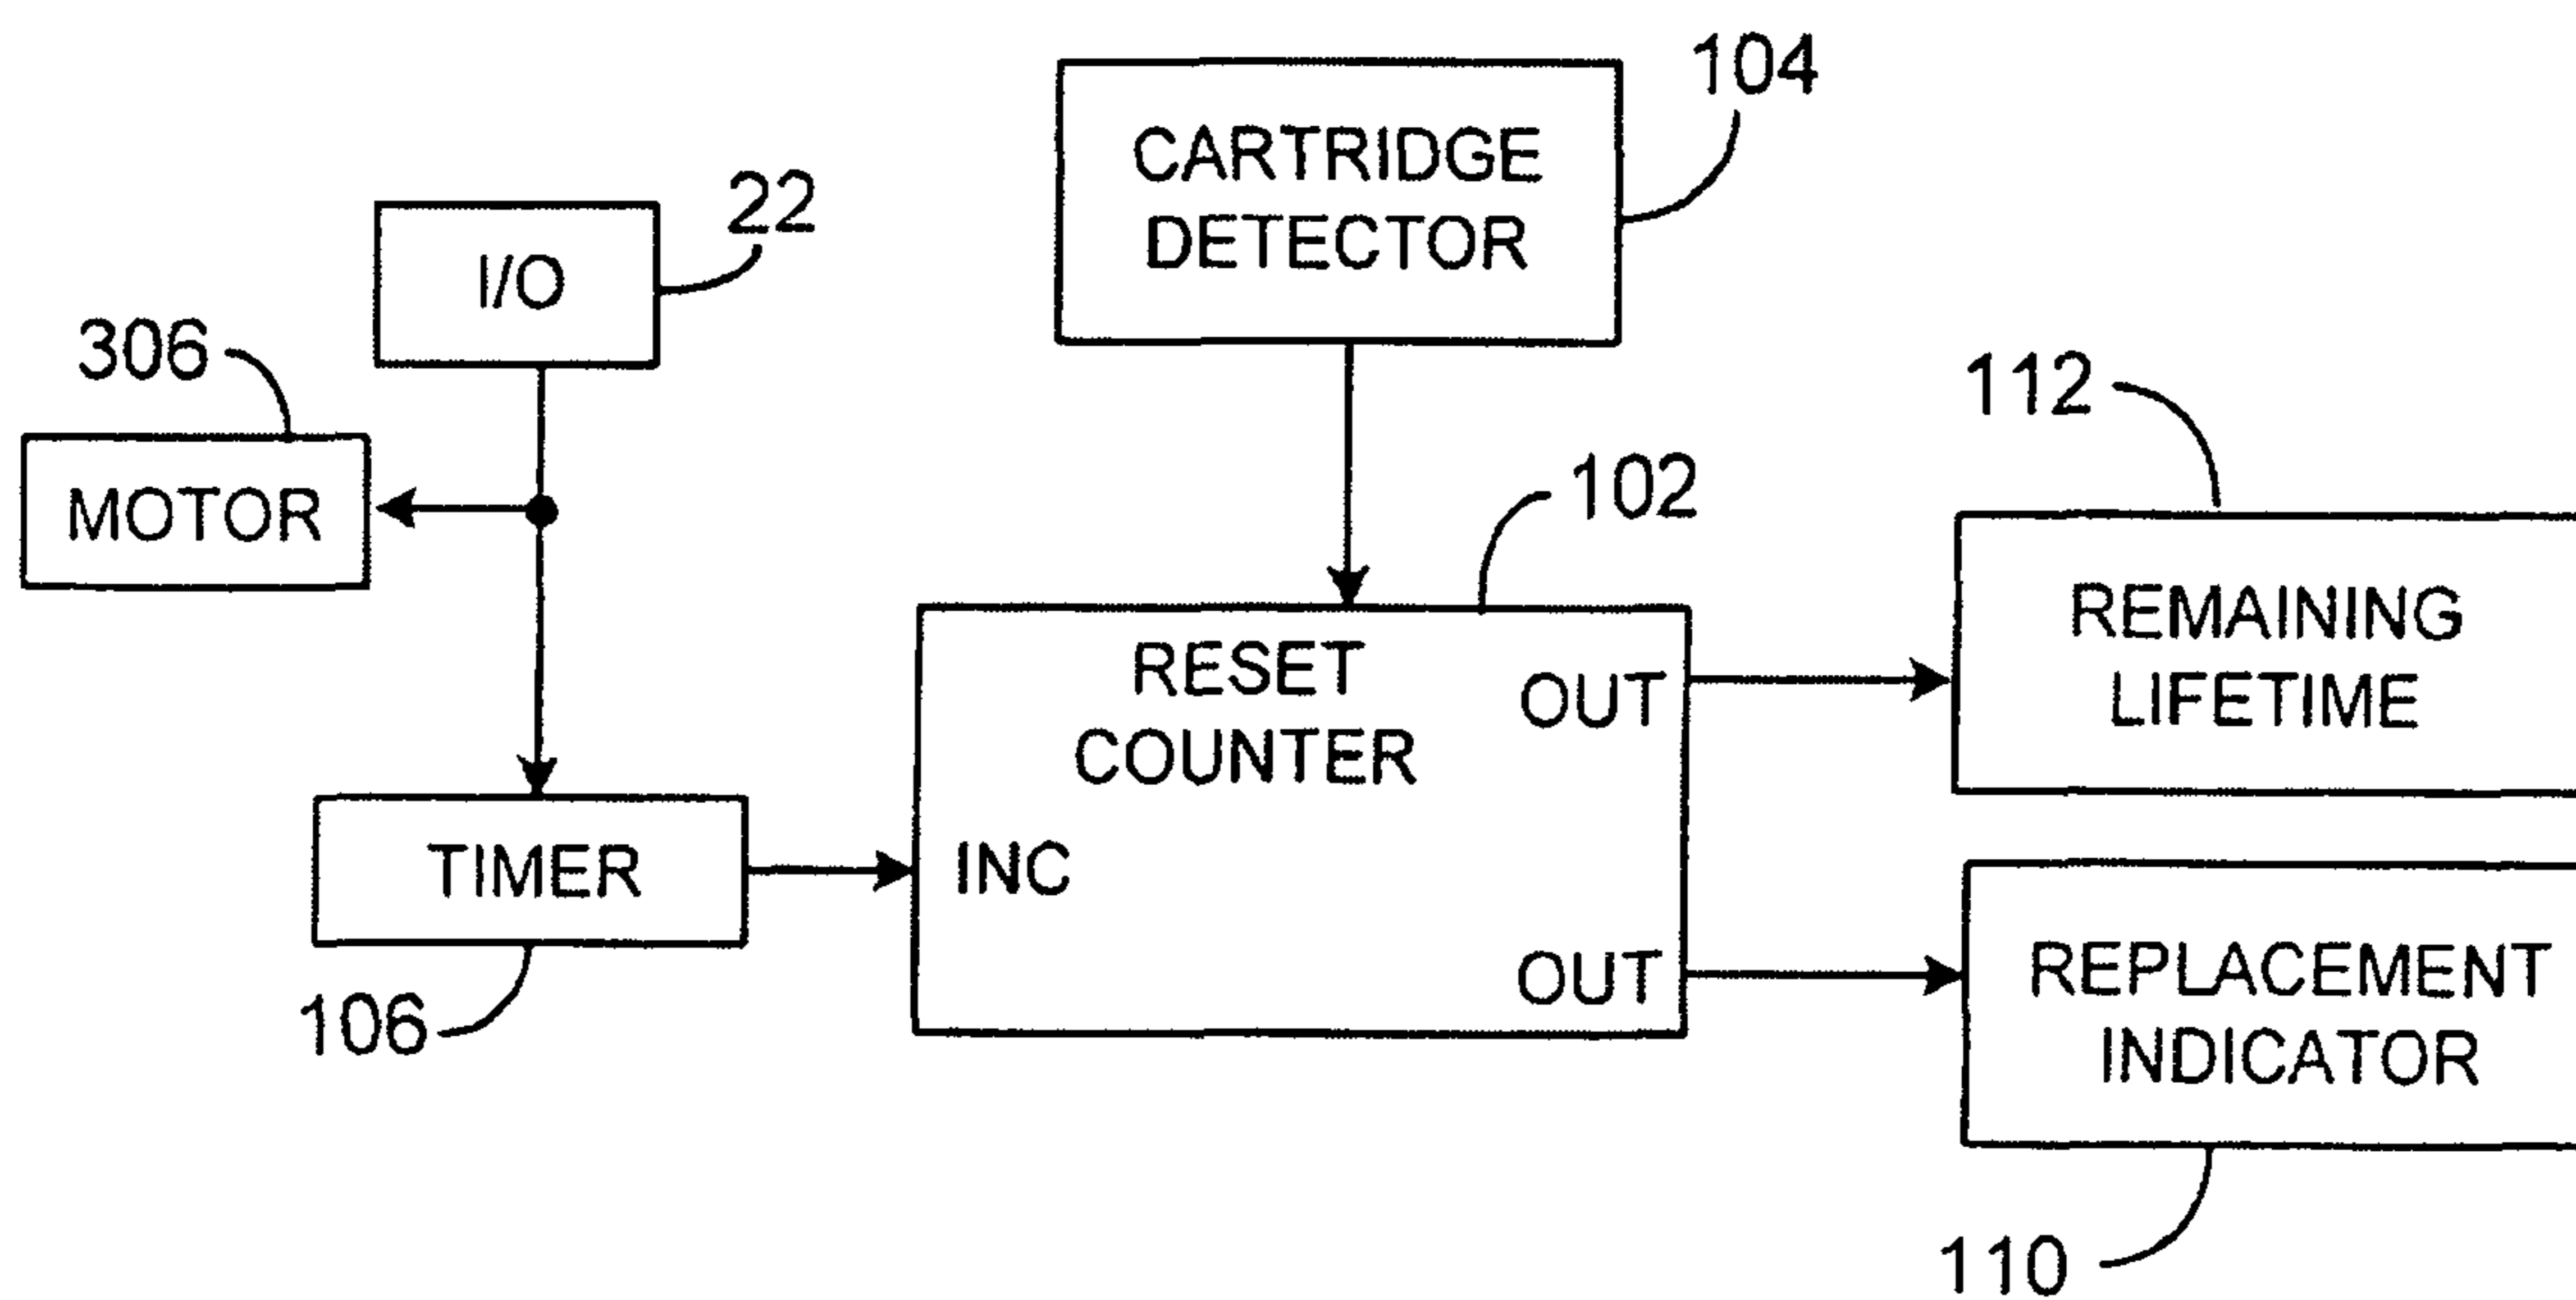 104
CARTRIDGE
DETECTOR
22
I/O
306
MOTOR
112
102
RESET
COUNTER
OUT
INC
OUT
REMAINING
LIFETIME
TIMER
106
REPLACEMENT
INDICATOR
110